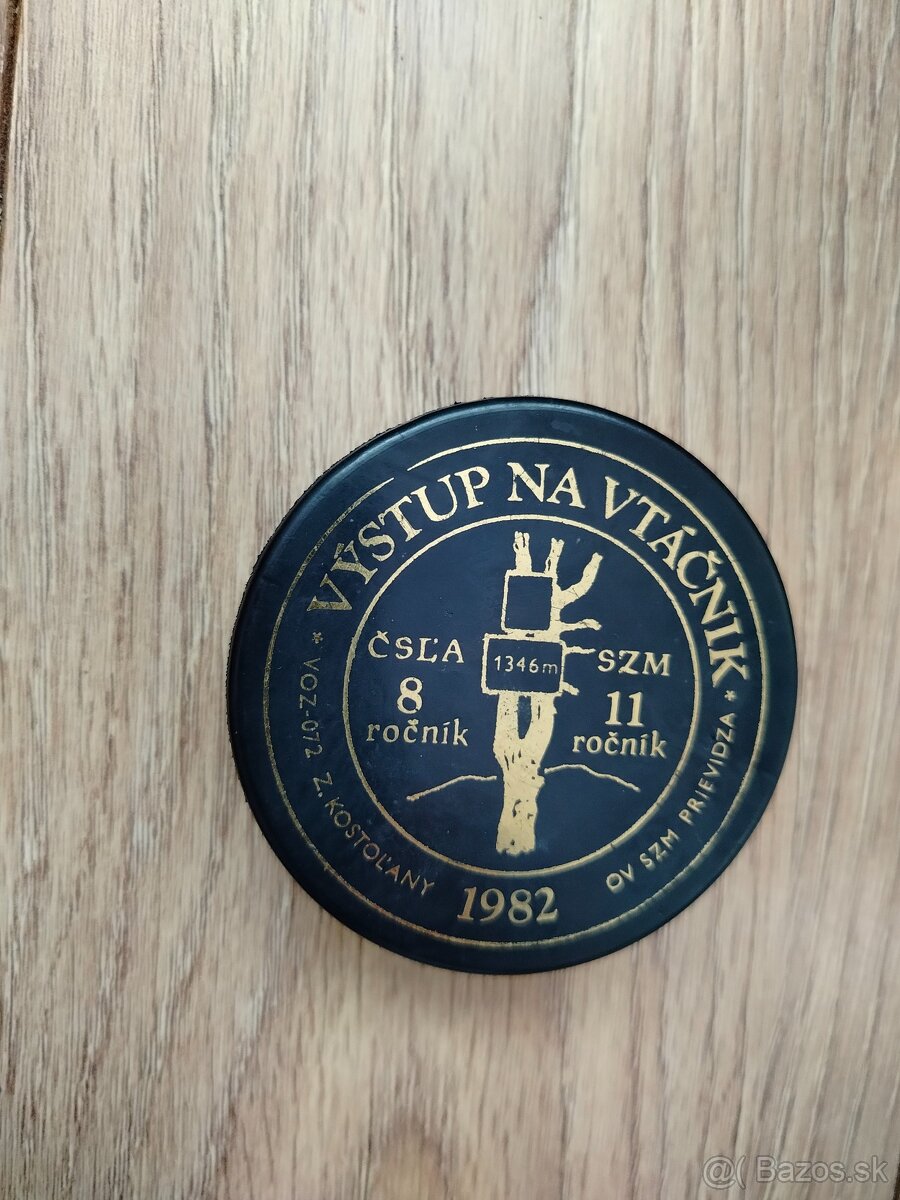 VÝSTUP NA VTÁČNIK
ČSĽA
8
ročník
1346m
SZM
11
ročník
* VOZ-072 Z. KOSTOĽANY
1982
OV SZM PRIEVIDZA *
@( Bazos.sk